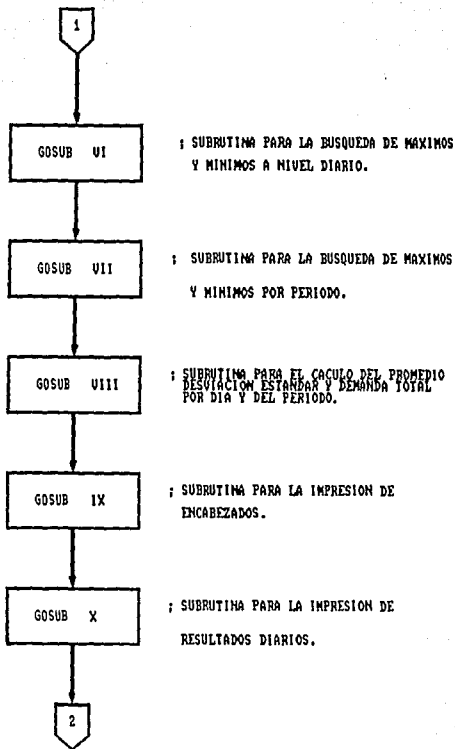 1
GOSUB VI
; SUBRUTINA PARA LA BUSQUEDA DE MAXIMOS
Y MINIMOS A NIVEL DIARIO.
GOSUB VII
; SUBRUTINA PARA LA BUSQUEDA DE MAXIMOS
Y MINIMOS POR PERIODO.
GOSUB VIII
; SUBRUTINA PARA EL CACULO DEL PROMEDIO
DESVIACION ESTANDAR Y DEMANDA TOTAL
POR DIA Y DEL PERIODO.
GOSUB IX
; SUBRUTINA PARA LA IMPRESION DE
ENCABEZADOS.
GOSUB X
; SUBRUTINA PARA LA IMPRESION DE
RESULTADOS DIARIOS.
2